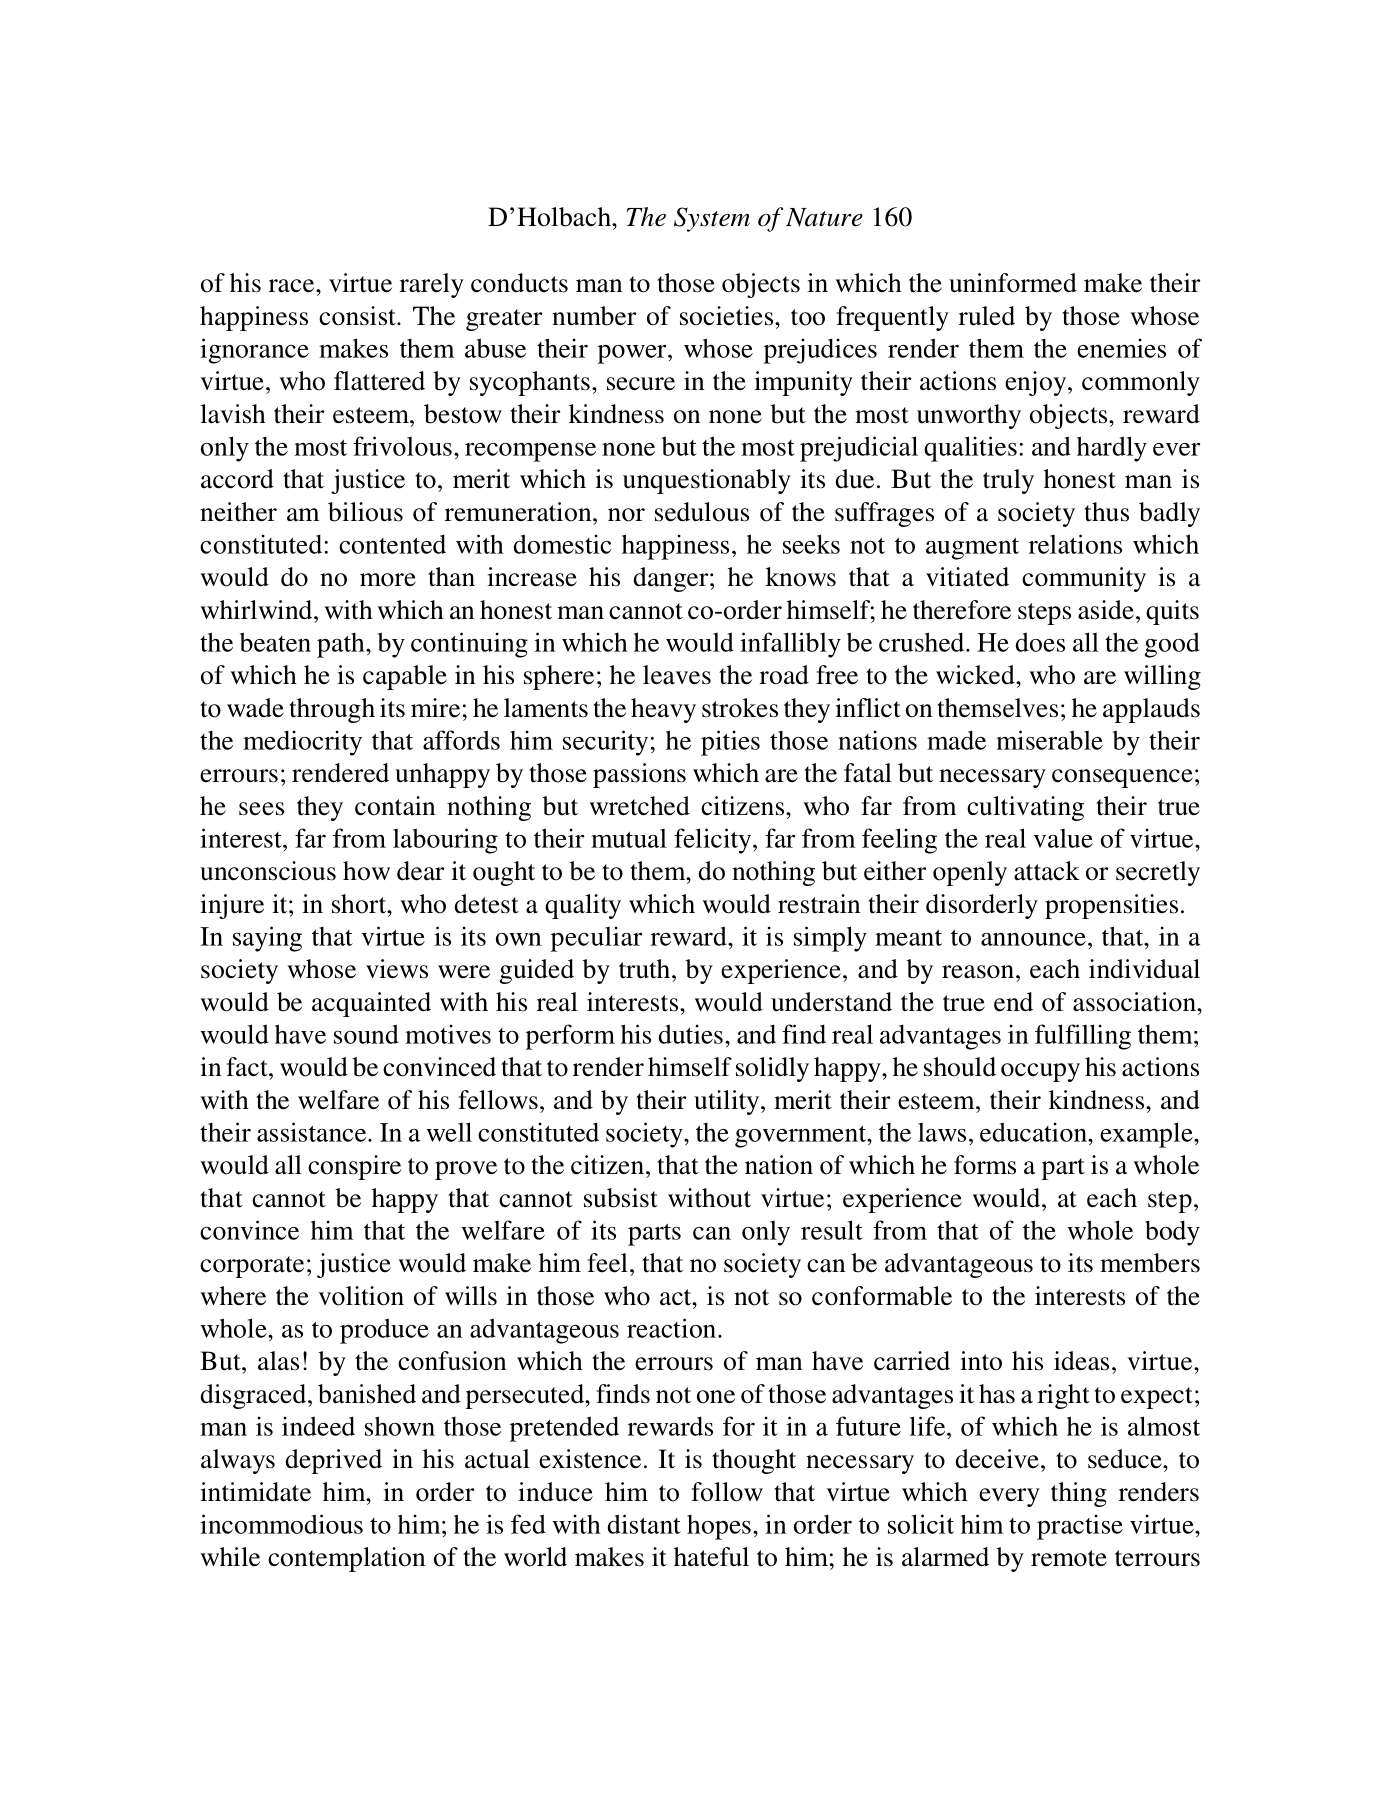 D’Holbach, The System of Nature 160
of his race, virtue rarely conducts man to those objects in which the uninformed make their
happiness consist. The greater number of societies, too frequently ruled by those whose
ignorance makes them abuse their power, whose prejudices render them the enemies of
virtue, who flattered by sycophants, secure in the impunity their actions enjoy, commonly
lavish their esteem, bestow their kindness on none but the most unworthy objects, reward
only the most frivolous, recompense none but the most prejudicial qualities: and hardly ever
accord that justice to, merit which is unquestionably its due. But the truly honest man is
neither am bilious of remuneration, nor sedulous of the suffrages of a society thus badly
constituted: contented with domestic happiness, he seeks not to augment relations which
would do no more than increase his danger; he knows that a vitiated community is a
whirlwind, with which an honest man cannot co-order himself; he therefore steps aside, quits
the beaten path, by continuing in which he would infallibly be crushed. He does all the good
of which he is capable in his sphere; he leaves the road free to the wicked, who are willing
to wade through its mire; he laments the heavy strokes they inflict on themselves; he applauds
the mediocrity that affords him security; he pities those nations made miserable by their
errours; rendered unhappy by those passions which are the fatal but necessary consequence;
he sees they contain nothing but wretched citizens, who far from cultivating their true
interest, far from labouring to their mutual felicity, far from feeling the real value of virtue,
unconscious how dear it ought to be to them, do nothing but either openly attack or secretly
injure it; in short, who detest a quality which would restrain their disorderly propensities.
In saying that virtue is its own peculiar reward, it is simply meant to announce, that, in a
society whose views were guided by truth, by experience, and by reason, each individual
would be acquainted with his real interests, would understand the true end of association,
would have sound motives to perform his duties, and find real advantages in fulfilling them;
in fact, would be convinced that to render himself solidly happy, he should occupy his actions
with the welfare of his fellows, and by their utility, merit their esteem, their kindness, and
their assistance. In a well constituted society, the government, the laws, education, example,
would all conspire to prove to the citizen, that the nation of which he forms a part is a whole
that cannot be happy that cannot subsist without virtue; experience would, at each step,
convince him that the welfare of its parts can only result from that of the whole body
corporate; justice would make him feel, that no society can be advantageous to its members
where the volition of wills in those who act, is not so conformable to the interests of the
whole, as to produce an advantageous reaction.
But, alas! by the confusion which the errours of man have carried into his ideas, virtue,
disgraced, banished and persecuted, finds not one of those advantages it has a right to expect;
man is indeed shown those pretended rewards for it in a future life, of which he is almost
always deprived in his actual existence. It is thought necessary to deceive, to seduce, to
intimidate him, in order to induce him to follow that virtue which every thing renders
incommodious to him; he is fed with distant hopes, in order to solicit him to practise virtue,
while contemplation of the world makes it hateful to him; he is alarmed by remote terrours